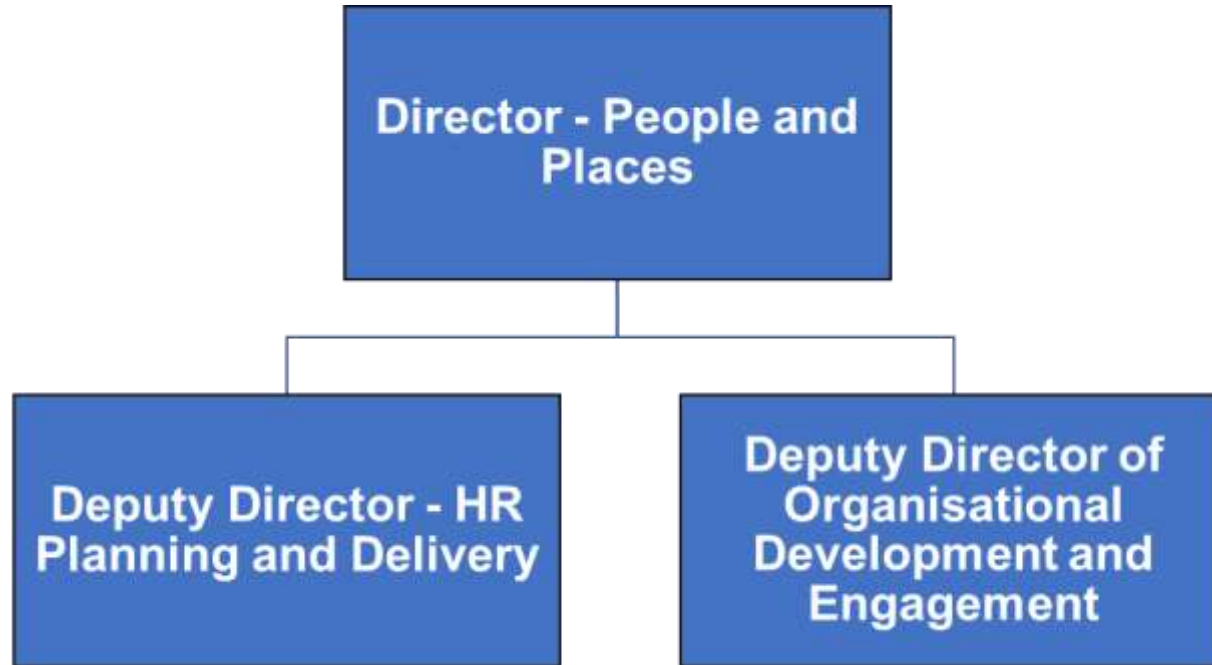 Director - People and
Places
Deputy Director - HR
Planning and Delivery
Deputy Director of
Organisational
Development and
Engagement